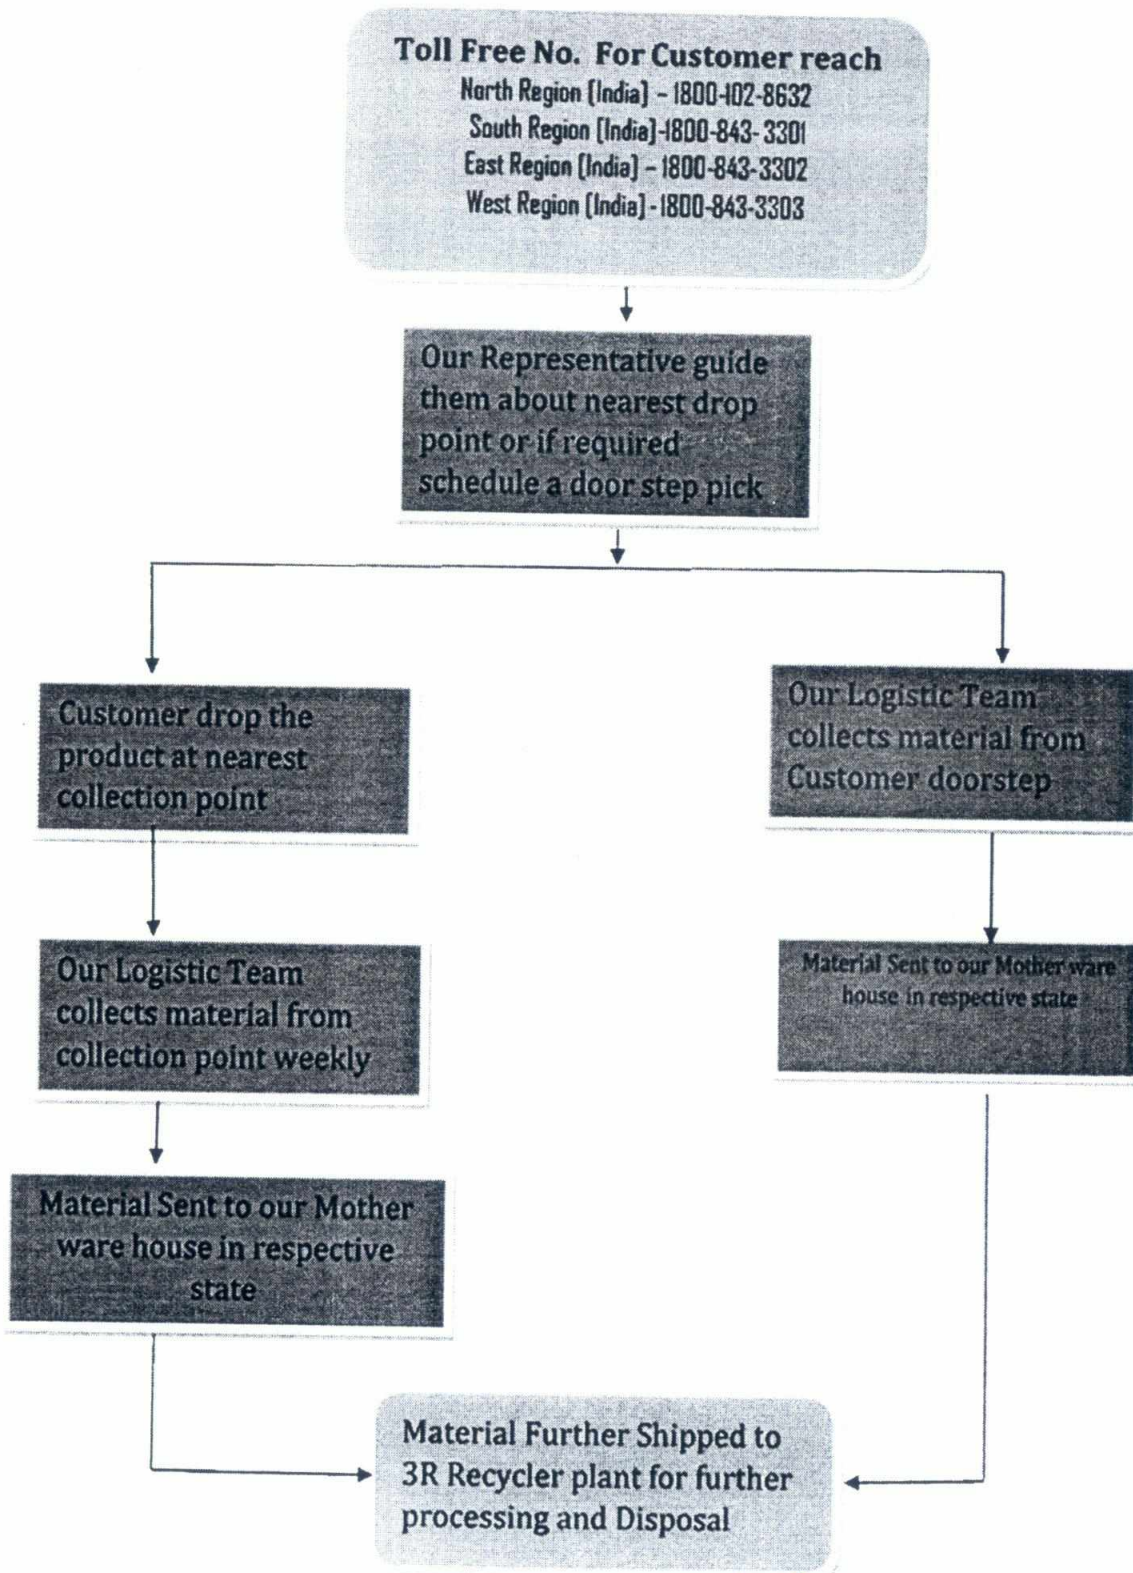 Toll Free No. For Customer reach
North Region (India) – 1800-102-8632
South Region (India)-1800-843-3301
East Region (India) – 1800-843-3302
West Region (India)-1800-843-3303
Our Representative guide
them about nearest drop
point or if required
schedule a door step pick
Customer drop the
product at nearest
collection point
Our Logistic Team
collects material from
Customer doorstep
Our Logistic Team
collects material from
collection point weekly
Material Sent to our Mother ware
house in respective state
Material Sent to our Mother
ware house in respective
state
Material Further Shipped to
3R Recycler plant for further
processing and Disposal